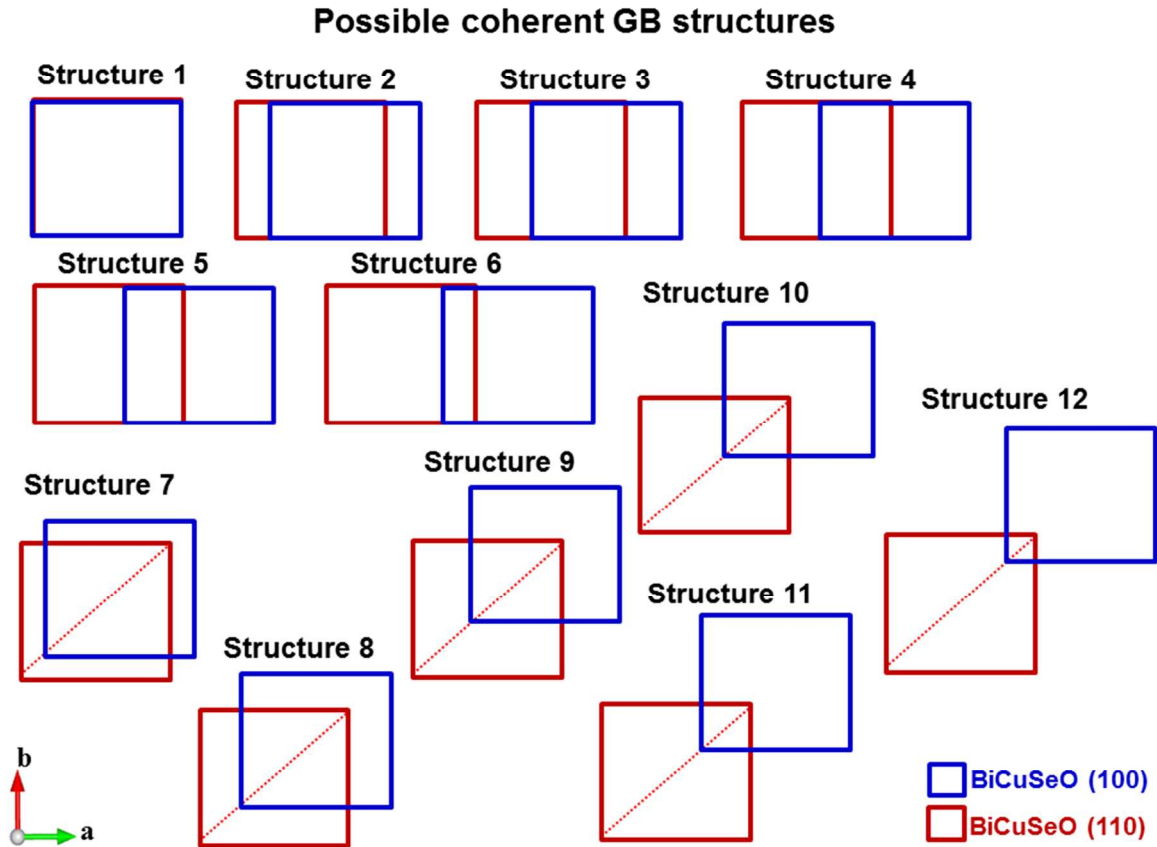 Possible coherent GB structures
Structure 1
Structure 2
Structure 3
Structure 4
Structure 5
Structure 6
Structure 10
Structure 12
Structure 9
Structure 7
Structure 11
Structure 8
b
a
BiCuSeO (100)
BiCuSeO (110)